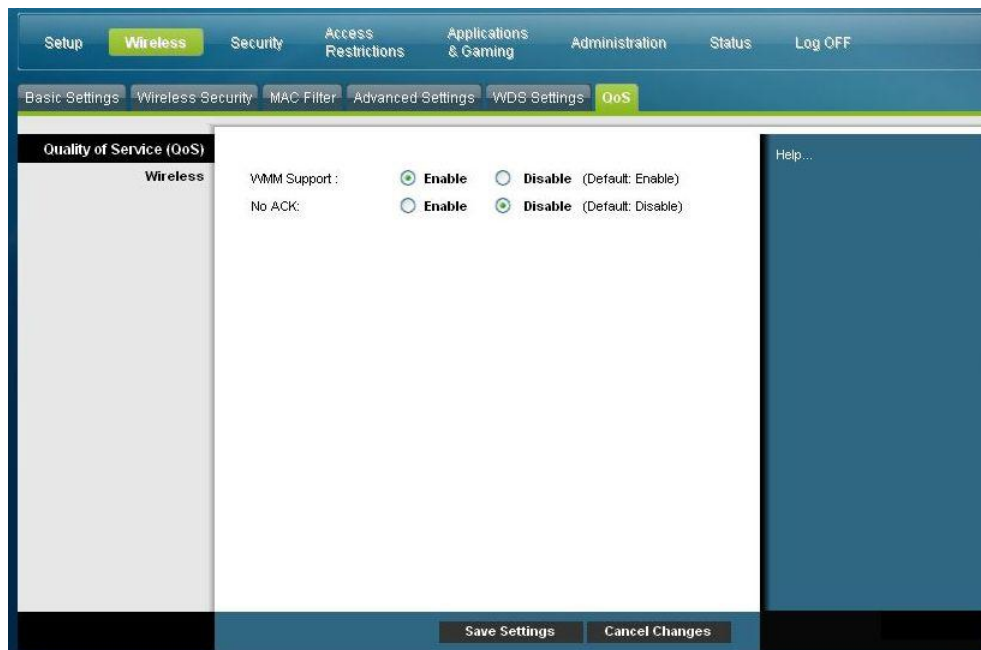 Setup Wireless Security Access Restrictions Applications & Gaming Administration Status Log OFF
Basic Settings Wireless Security MAC Filter Advanced Settings WDS Settings QoS
Quality of Service (QoS)
Help...
Wireless
WMM Support : Enable Disable (Default: Enable)
No ACK: Enable Disable (Default: Disable)
Save Settings Cancel Changes